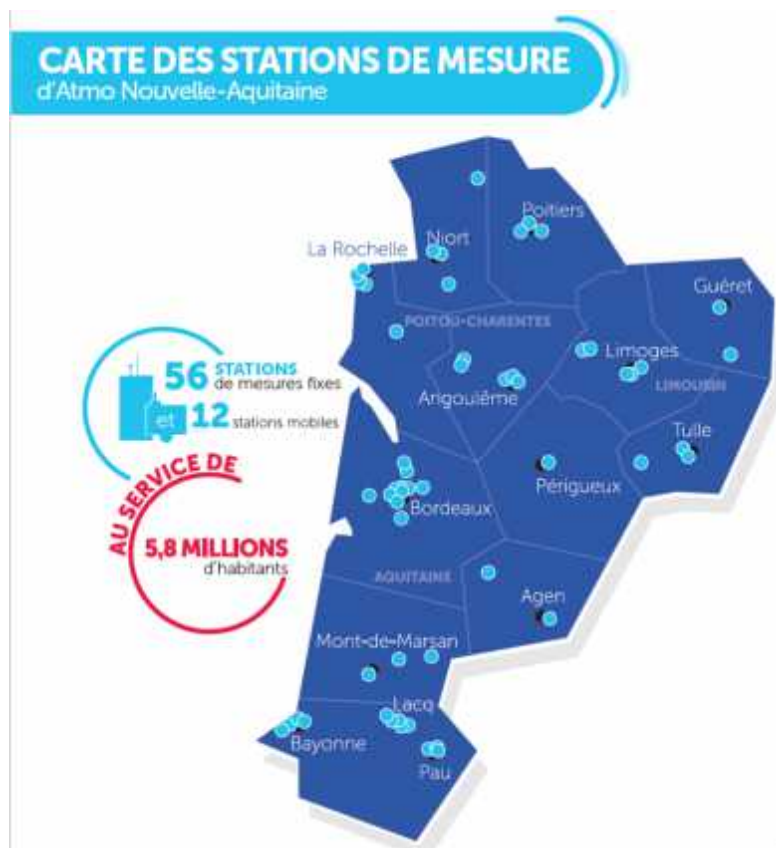 CARTE DES STATIONS DE MESURE
d'Atmo Nouvelle-Aquitaine
Poitiers
Niort
La Rochelle
Guéret
POITOU-CHARENTES
Limoges
LIMOUSIN
Angoulême
56 STATIONS
de mesures fixes
et 12 stations mobiles
Tulle
Périgueux
Bordeaux
AU SERVICE DE
5,8 MILLIONS
d'habitants
AQUITAINE
Agen
Mont-de-Marsan
Lacq
Bayonne
Pau